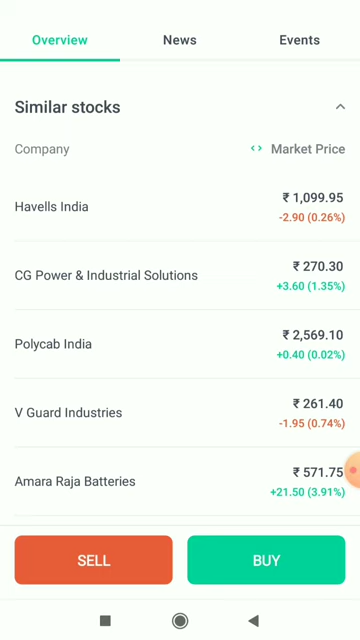 Overview News Events
Similar stocks
Company Market Price
Havells India ₹ 1,099.95
-2.90 (0.26%)
CG Power & Industrial Solutions ₹ 270.30
+3.60 (1.35%)
Polycab India ₹ 2,569.10
+0.40 (0.02%)
V Guard Industries ₹ 261.40
-1.95 (0.74%)
Amara Raja Batteries ₹ 571.75
+21.50 (3.91%)
SELL BUY